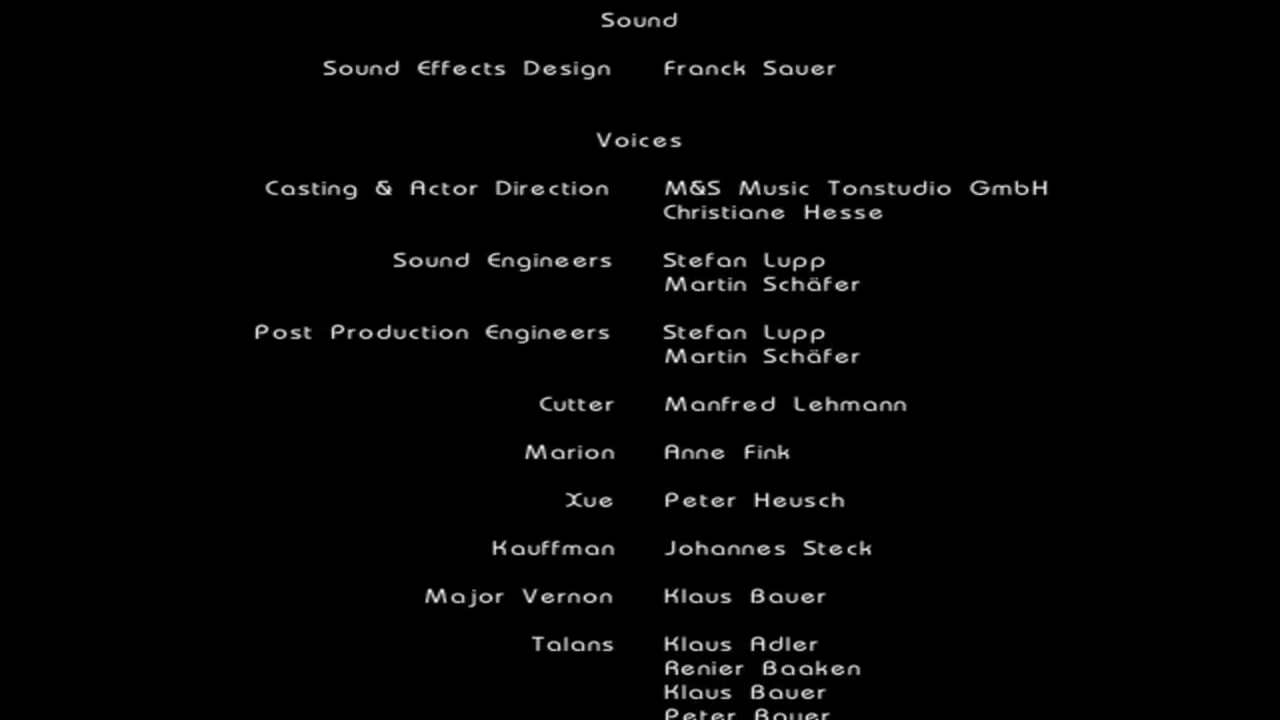 Sound
Sound Effects Design Franck Sauer
Voices
Casting & Actor Direction M&S Music Tonstudio GmbH
Christiane Hesse
Sound Engineers Stefan Lupp
Martin Schäfer
Post Production Engineers Stefan Lupp
Martin Schäfer
Cutter Manfred Lehmann
Marion Anne Fink
Xue Peter Heusch
Kauffman Johannes Steck
Major Vernon Klaus Bauer
Talans Klaus Adler
Renier Baaken
Klaus Bauer
Peter Bauer